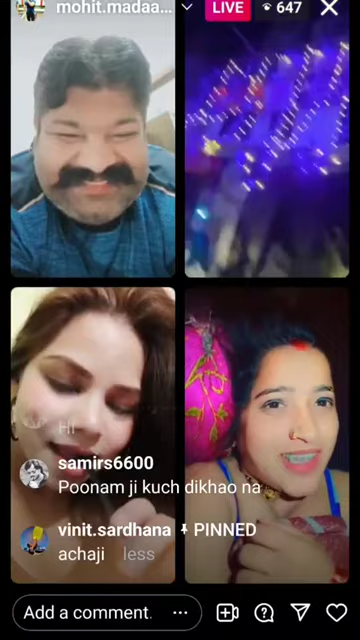 mohit.madaa...
LIVE
647
Hi
samirs6600
Poonam ji kuch dikhao na
vinit.sardhana PINNED
achaji less
Add a comment.